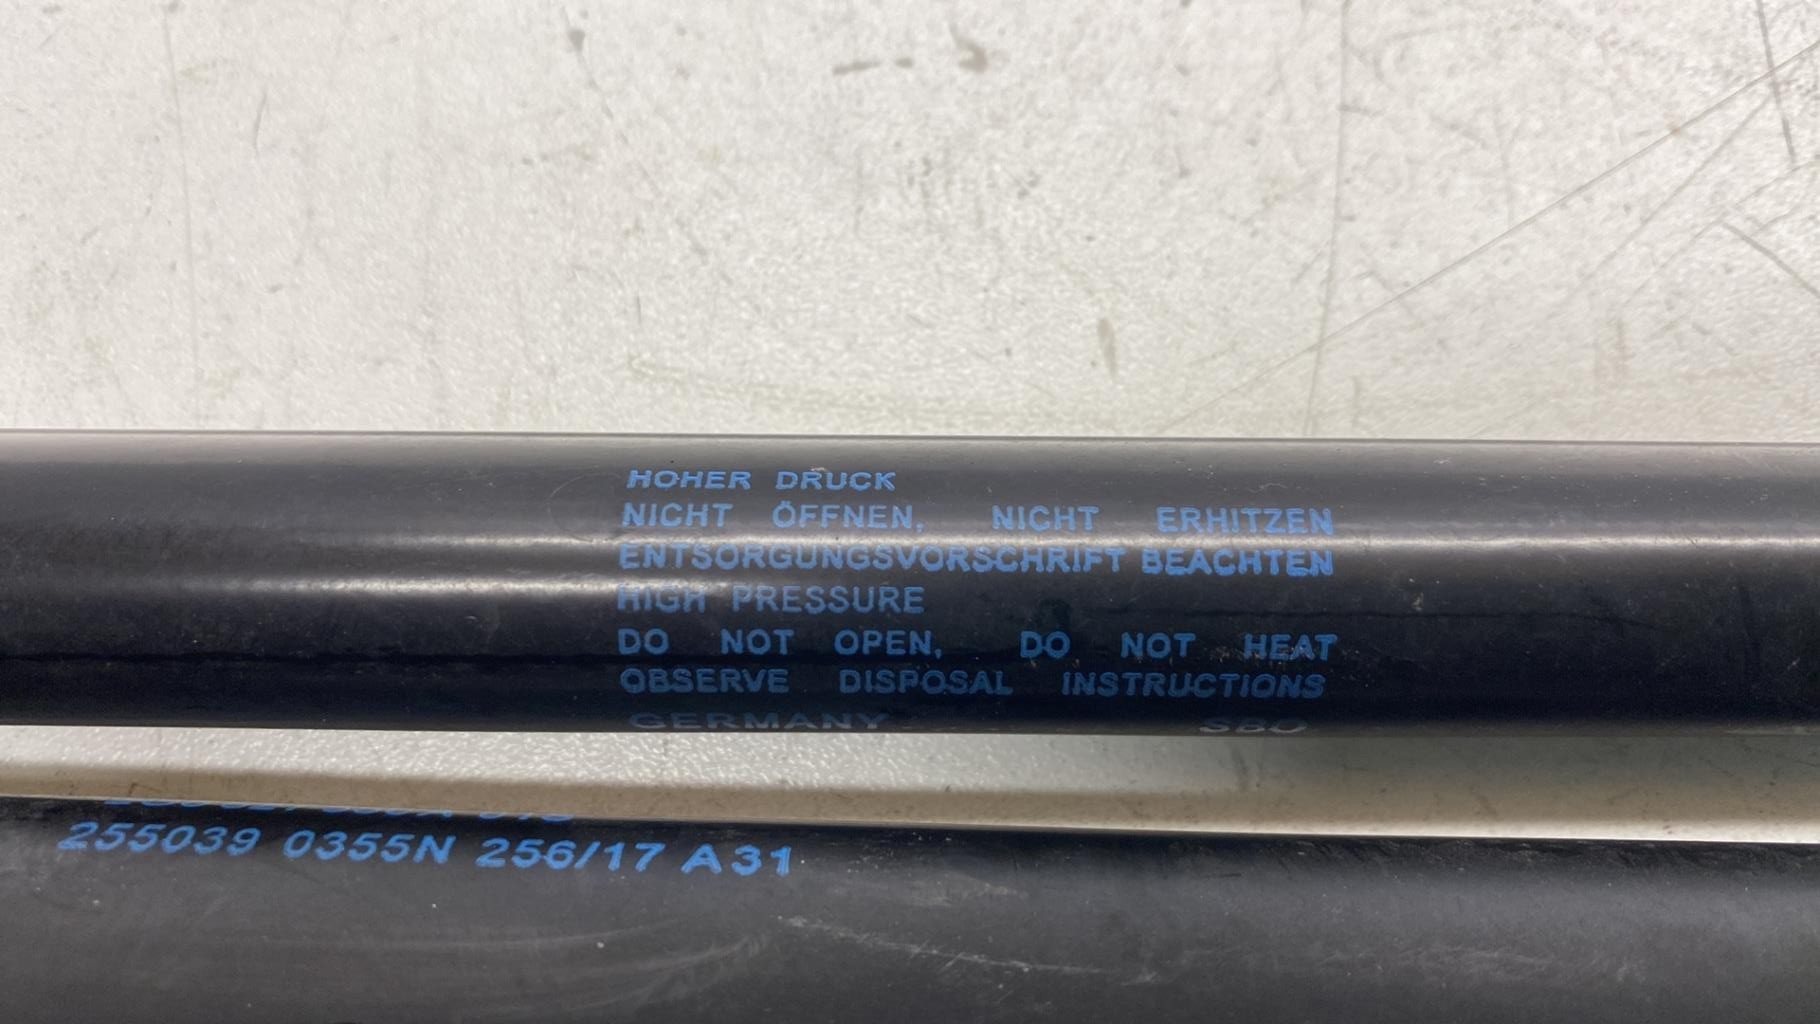 HOHER DRUCK
NICHT ÖFFNEN, NICHT ERHITZEN
ENTSORGUNGSVORSCHRIFT BEACHTEN
HIGH PRESSURE
DO NOT OPEN, DO NOT HEAT
OBSERVE DISPOSAL INSTRUCTIONS
GERMANY
255039 0355N 256/17 A31